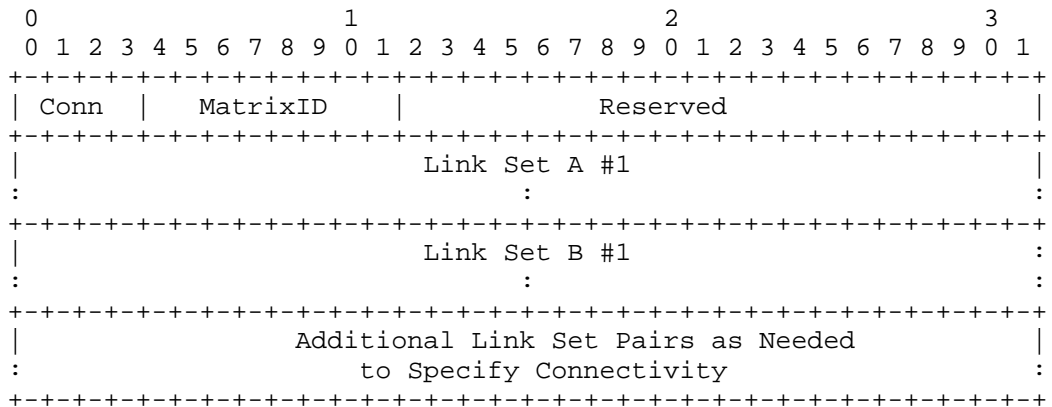 0                   1                   2                   3
 0 1 2 3 4 5 6 7 8 9 0 1 2 3 4 5 6 7 8 9 0 1 2 3 4 5 6 7 8 9 0 1
+-+-+-+-+-+-+-+-+-+-+-+-+-+-+-+-+-+-+-+-+-+-+-+-+-+-+-+-+-+-+-+-+
| Conn  |   MatrixID    |            Reserved                   |
+-+-+-+-+-+-+-+-+-+-+-+-+-+-+-+-+-+-+-+-+-+-+-+-+-+-+-+-+-+-+-+-+
|                         Link Set A #1                         |
:                               :                               :
+-+-+-+-+-+-+-+-+-+-+-+-+-+-+-+-+-+-+-+-+-+-+-+-+-+-+-+-+-+-+-+-+
|                         Link Set B #1                         :
:                               :                               :
+-+-+-+-+-+-+-+-+-+-+-+-+-+-+-+-+-+-+-+-+-+-+-+-+-+-+-+-+-+-+-+-+
|                 Additional Link Set Pairs as Needed           |
:                     to Specify Connectivity                   :
+-+-+-+-+-+-+-+-+-+-+-+-+-+-+-+-+-+-+-+-+-+-+-+-+-+-+-+-+-+-+-+-+